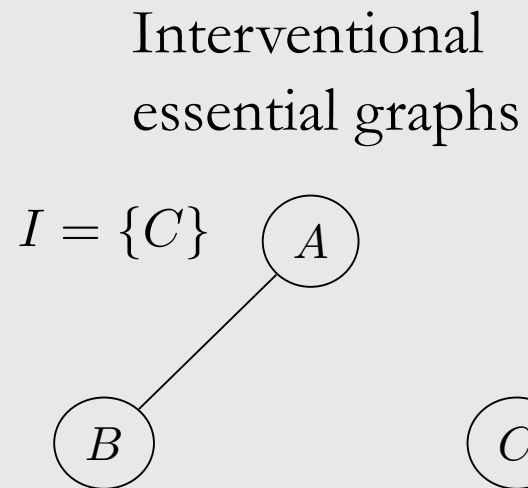 Interventional
essential graphs
I = {C}
A
B
C